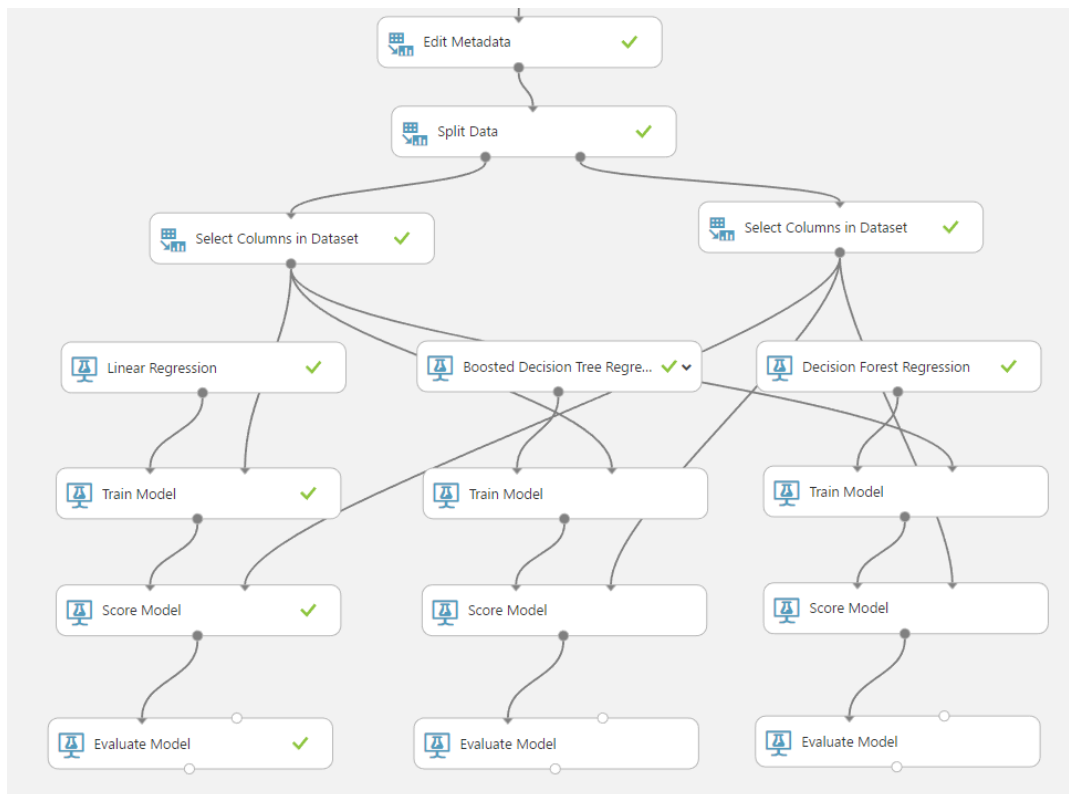 Edit Metadata
Split Data
Select Columns in Dataset
Select Columns in Dataset
Linear Regression
Boosted Decision Tree Regre...
Decision Forest Regression
Train Model
Train Model
Train Model
Score Model
Score Model
Score Model
Evaluate Model
Evaluate Model
Evaluate Model